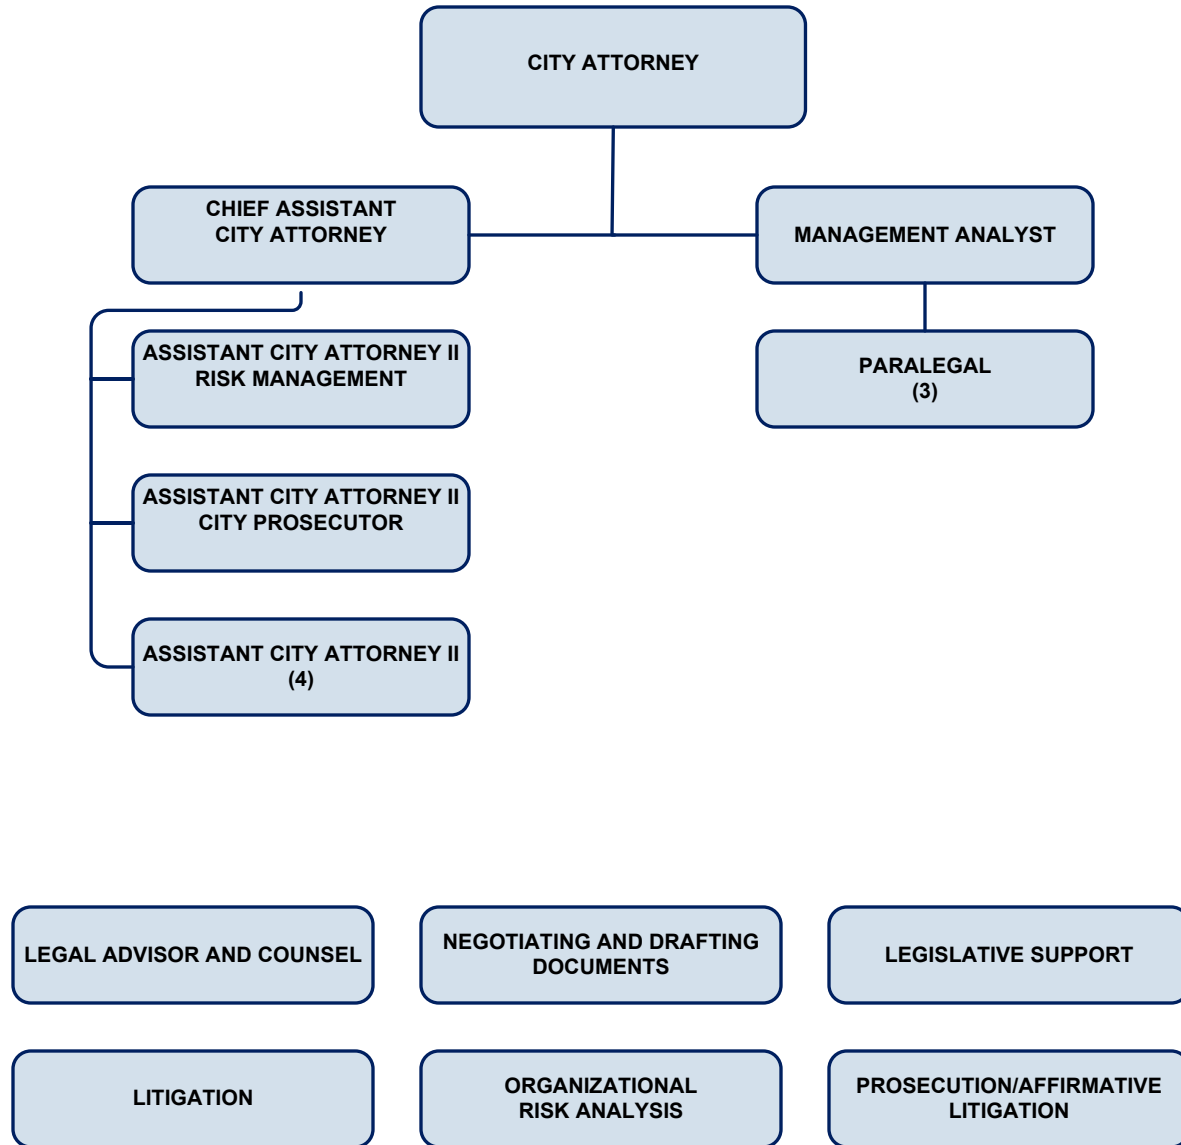 CITY ATTORNEY
CHIEF ASSISTANT
CITY ATTORNEY
MANAGEMENT ANALYST
ASSISTANT CITY ATTORNEY II
RISK MANAGEMENT
PARALEGAL
(3)
ASSISTANT CITY ATTORNEY II
CITY PROSECUTOR
ASSISTANT CITY ATTORNEY II
(4)
LEGAL ADVISOR AND COUNSEL
NEGOTIATING AND DRAFTING
DOCUMENTS
LEGISLATIVE SUPPORT
LITIGATION
ORGANIZATIONAL
RISK ANALYSIS
PROSECUTION/AFFIRMATIVE
LITIGATION